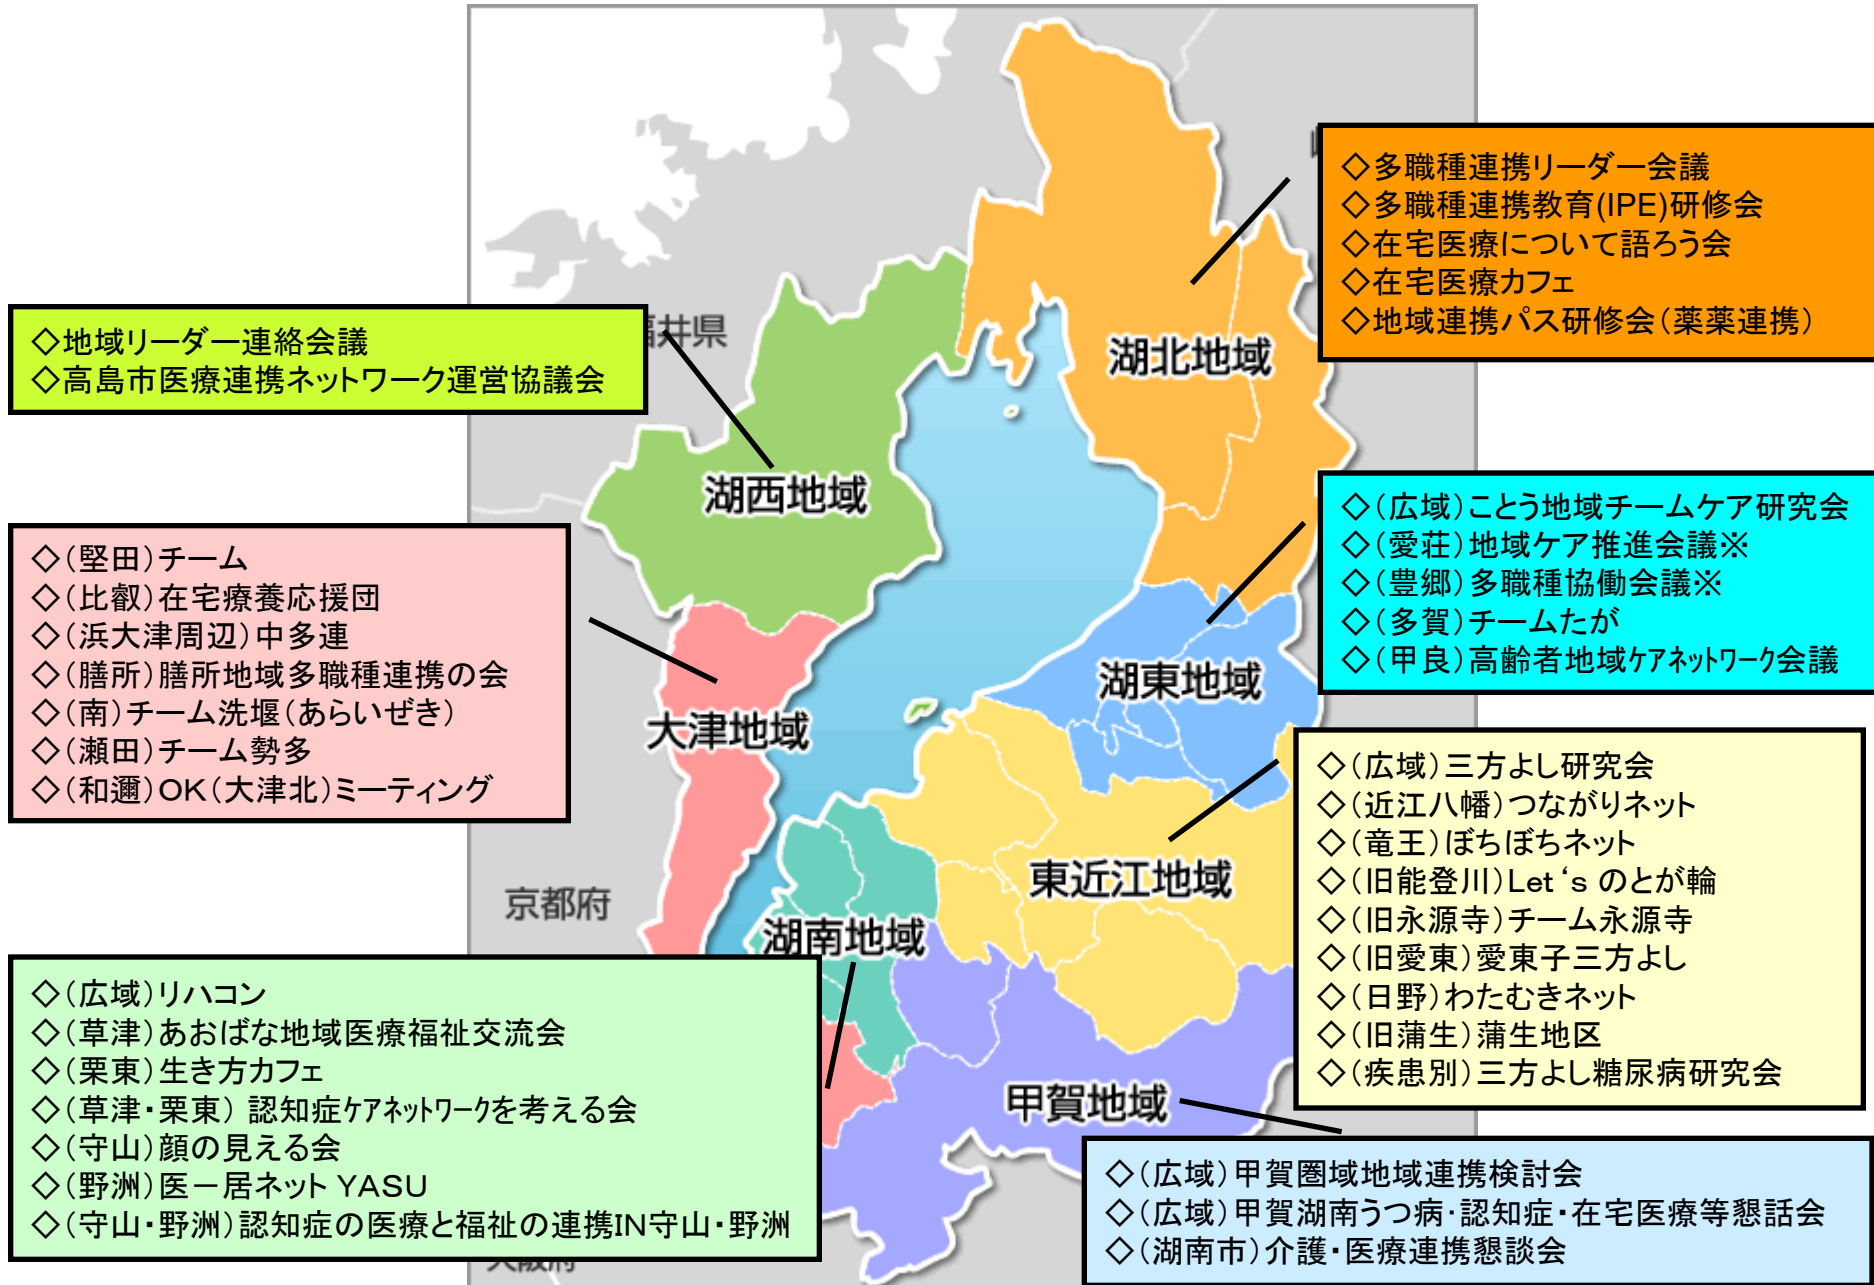 ◇多職種連携リーダー会議
◇多職種連携教育(IPE)研修会
◇在宅医療について語ろう会
◇在宅医療カフェ
◇地域連携パス研修会(薬薬連携)
◇地域リーダー連絡会議
◇高島市医療連携ネットワーク運営協議会
井県
湖北地域
湖西地域
◇(広域)ことう地域チームケア研究会
◇(愛荘)地域ケア推進会議※
◇(豊郷)多職種協働会議※
◇(多賀)チームたが
◇(甲良)高齢者地域ケアネットワーク会議
◇(堅田)チーム
◇(比叡)在宅療養応援団
◇(浜大津周辺)中多連
◇(膳所)膳所地域多職種連携の会
◇(南)チーム洗堰(あらいぜき)
◇(瀬田)チーム勢多
◇(和邇)OK(大津北)ミーティング
湖東地域
大津地域
◇(広域)三方よし研究会
◇(近江八幡)つながりネット
◇(竜王)ぼちぼちネット
◇(旧能登川)Let‘s のとが輪
◇(旧永源寺)チーム永源寺
◇(旧愛東)愛東子三方よし
◇(日野)わたむきネット
◇(旧蒲生)蒲生地区
◇(疾患別)三方よし糖尿病研究会
東近江地域
京都府
湖南地域
◇(広域)リハコン
◇(草津)あおばな地域医療福祉交流会
◇(栗東)生き方カフェ
◇(草津・栗東) 認知症ケアネットワークを考える会
◇(守山)顔の見える会
◇(野洲)医－居ネット YASU
◇(守山・野洲)認知症の医療と福祉の連携IN守山・野洲
甲賀地域
◇(広域)甲賀圏域地域連携検討会
◇(広域)甲賀湖南うつ病･認知症・在宅医療等懇話会
◇(湖南市)介護・医療連携懇談会